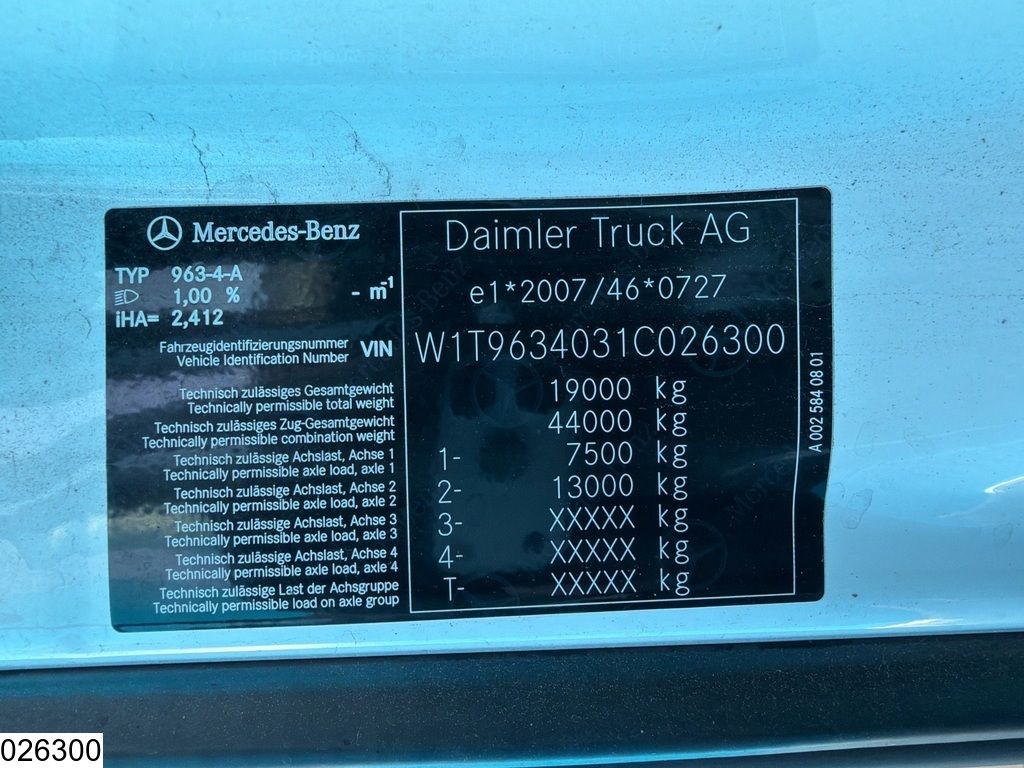 Mercedes-Benz
TYP 963-4-A
1,00 % - m-1
iHA= 2,412
Daimler Truck AG
e1*2007/46*0727
Fahrzeugidentifizierungsnummer
Vehicle Identification Number VIN W1T9634031C026300
Technisch zulässiges Gesamtgewicht
Technically permissible total weight 19000 kg
Technisch zulässiges Zug-Gesamtgewicht
Technically permissible combination weight 44000 kg
Technisch zulässige Achslast, Achse 1
Technically permissible axle load, axle 1 1- 7500 kg
Technisch zulässige Achslast, Achse 2
Technically permissible axle load, axle 2 2- 13000 kg
Technisch zulässige Achslast, Achse 3
Technically permissible axle load, axle 3 3- XXXXX kg
Technisch zulässige Achslast, Achse 4
Technically permissible axle load, axle 4 4- XXXXX kg
Technisch zulässige Last der Achsgruppe
Technically permissible load on axle group T- XXXXX kg
A 002 584 08 01
026300